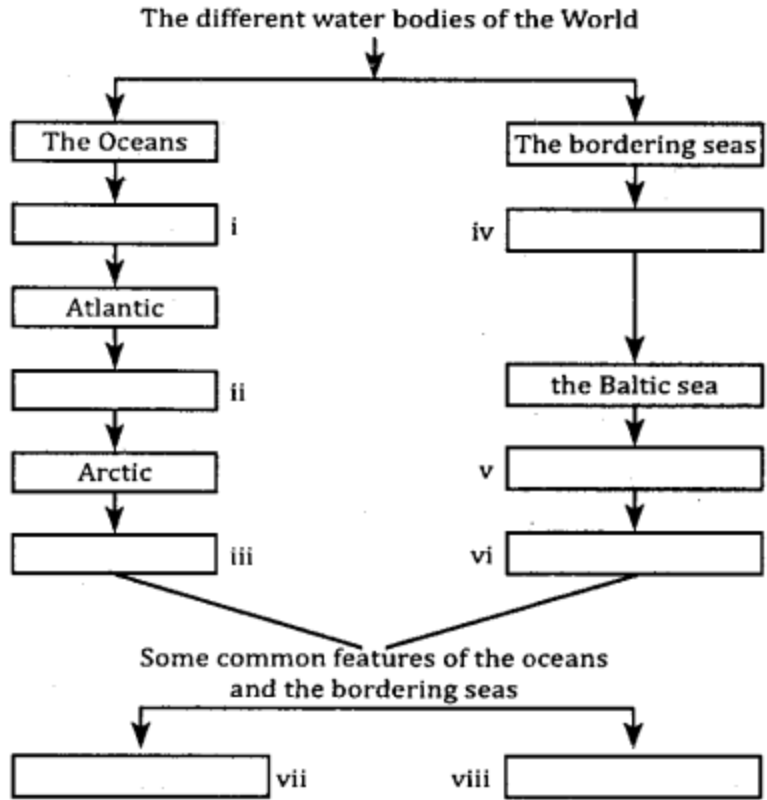 The different water bodies of the World
The Oceans
The bordering seas
i
iv
Atlantic
ii
the Baltic sea
Arctic
v
iii
vi
Some common features of the oceans
and the bordering seas
vii
viii